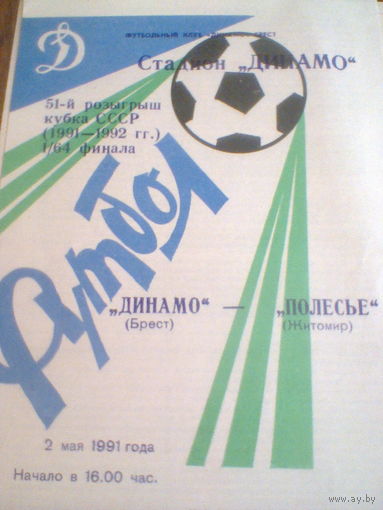 ФУТБОЛЬНЫЙ КЛУБ «ДИНАМО» БРЕСТ
Стадион „ДИНАМО“
51-й розыгрыш
кубка СССР
(1991—1992 гг.)
1/64 финала
Футбол
„ДИНАМО“ — „ПОЛЕСЬЕ“
(Брест) (Житомир)
2 мая 1991 года
Начало в 16.00 час.
www.ay.by